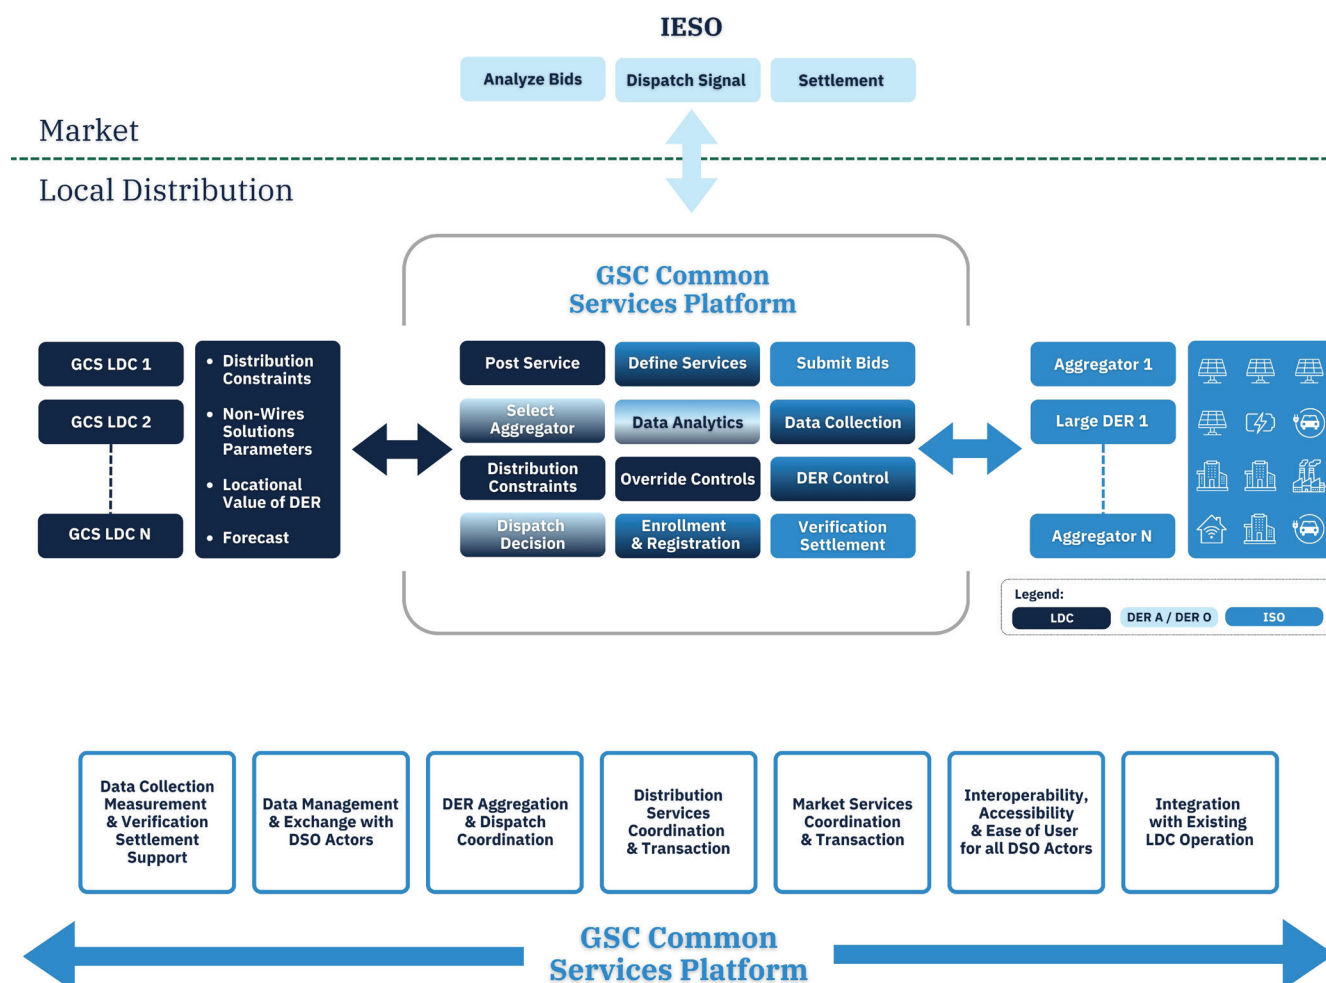 IESO
Analyze Bids
Dispatch Signal
Settlement
Market
Local Distribution
GSC Common
Services Platform
GCS LDC 1
GCS LDC 2
GCS LDC N
• Distribution
Constraints
• Non-Wires
Solutions
Parameters
• Locational
Value of DER
• Forecast
Post Service
Define Services
Submit Bids
Select
Aggregator
Data Analytics
Data Collection
Distribution
Constraints
Override Controls
DER Control
Dispatch
Decision
Enrollment
& Registration
Verification
Settlement
Aggregator 1
Large DER 1
Aggregator N
Legend:
LDC
DER A / DER O
ISO
Data Collection
Measurement
& Verification
Settlement
Support
Data Management
& Exchange with
DSO Actors
DER Aggregation
& Dispatch
Coordination
Distribution
Services
Coordination
& Transaction
Market Services
Coordination
& Transaction
Interoperability,
Accessibility
& Ease of User
for all DSO Actors
Integration
with Existing
LDC Operation
GSC Common
Services Platform